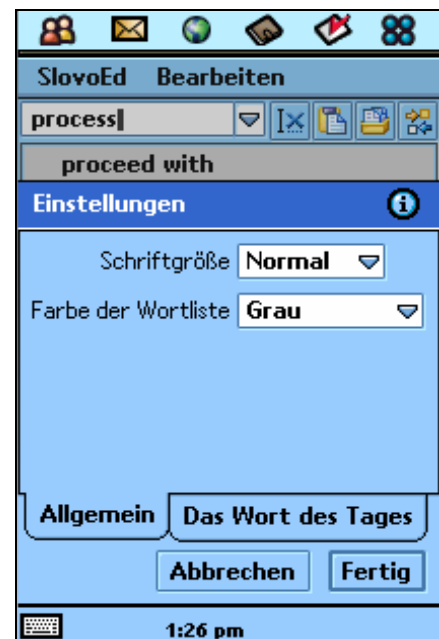 SlovoEd Bearbeiten
process
proceed with
Einstellungen
Schriftgröße Normal
Farbe der Wortliste Grau
Allgemein Das Wort des Tages
Abbrechen Fertig
1:26 pm